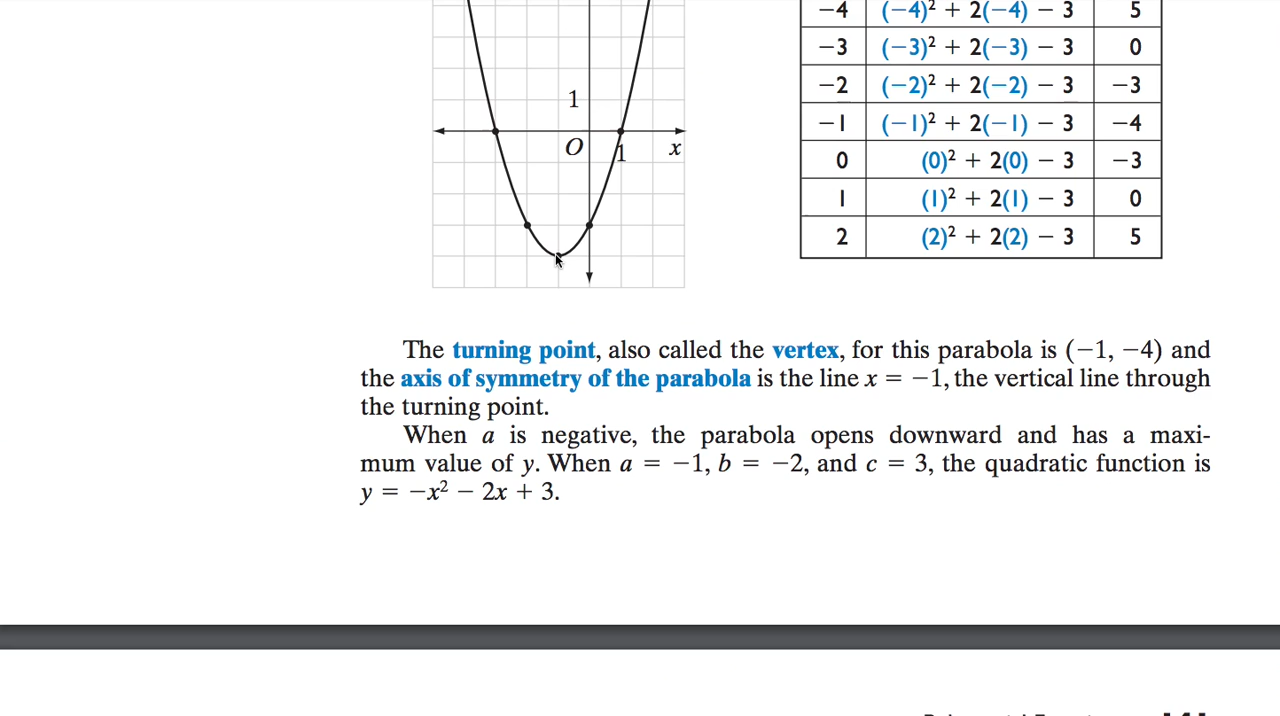 −4 (−4)² + 2(−4) − 3 5
−3 (−3)² + 2(−3) − 3 0
−2 (−2)² + 2(−2) − 3 −3
−1 (−1)² + 2(−1) − 3 −4
0 (0)² + 2(0) − 3 −3
1 (1)² + 2(1) − 3 0
2 (2)² + 2(2) − 3 5
1
O 1 x
The turning point, also called the vertex, for this parabola is (−1, −4) and
the axis of symmetry of the parabola is the line x = −1, the vertical line through
the turning point.
When a is negative, the parabola opens downward and has a maxi-
mum value of y. When a = −1, b = −2, and c = 3, the quadratic function is
y = −x² − 2x + 3.